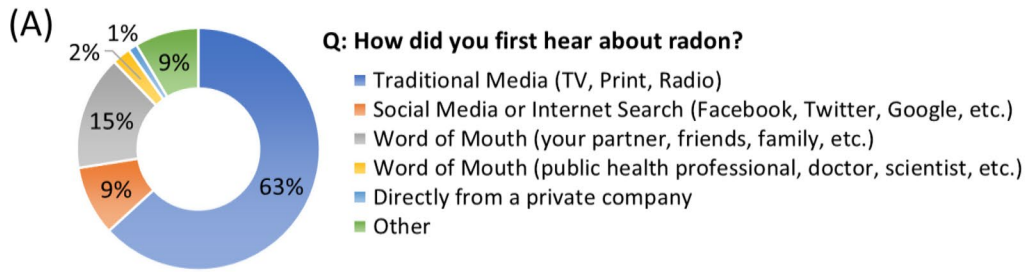 (A)
1%
2%
9%
15%
9%
63%
Q: How did you first hear about radon?
Traditional Media (TV, Print, Radio)
Social Media or Internet Search (Facebook, Twitter, Google, etc.)
Word of Mouth (your partner, friends, family, etc.)
Word of Mouth (public health professional, doctor, scientist, etc.)
Directly from a private company
Other